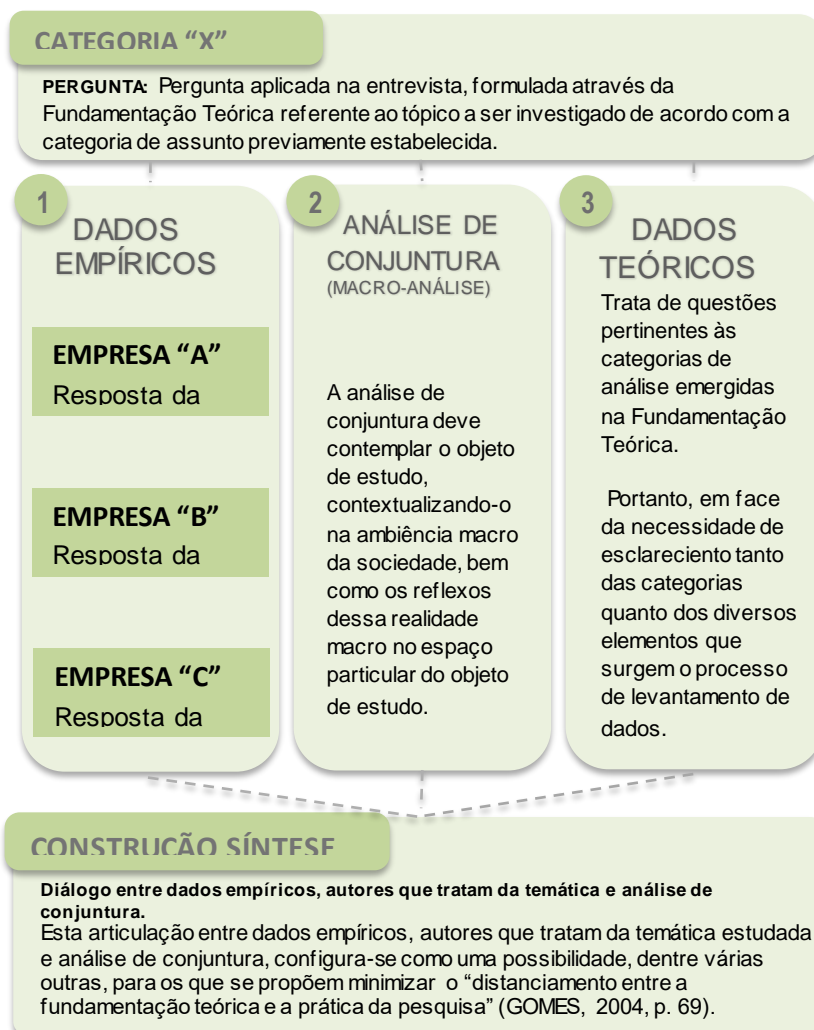 CATEGORIA “X”
PERGUNTA: Pergunta aplicada na entrevista, formulada através da
Fundamentação Teórica referente ao tópico a ser investigado de acordo com a
categoria de assunto previamente estabelecida.
1
DADOS
EMPÍRICOS
EMPRESA “A”
Resposta da
EMPRESA “B”
Resposta da
EMPRESA “C”
Resposta da
2
ANÁLISE DE
CONJUNTURA
(MACRO-ANÁLISE)
A análise de
conjuntura deve
contemplar o objeto
de estudo,
contextualizando-o
na ambiência macro
da sociedade, bem
como os reflexos
dessa realidade
macro no espaço
particular do objeto
de estudo.
3
DADOS
TEÓRICOS
Trata de questões
pertinentes às
categorias de
análise emergidas
na Fundamentação
Teórica.
Portanto, em face
da necessidade de
esclareciento tanto
das categorias
quanto dos diversos
elementos que
surgem o processo
de levantamento de
dados.
CONSTRUÇÃO SÍNTESE
Diálogo entre dados empíricos, autores que tratam da temática e análise de
conjuntura.
Esta articulação entre dados empíricos, autores que tratam da temática estudada
e análise de conjuntura, configura-se como uma possibilidade, dentre várias
outras, para os que se propõem minimizar o “distanciamento entre a
fundamentação teórica e a prática da pesquisa” (GOMES, 2004, p. 69).